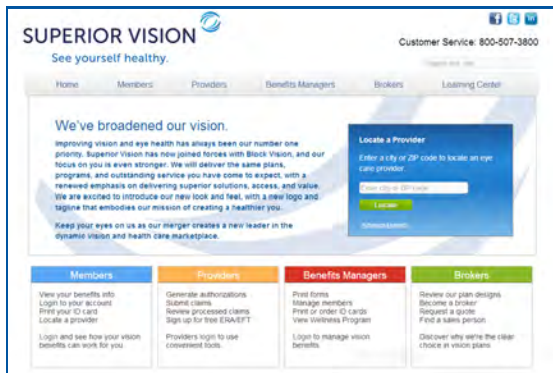 SUPERIOR VISION
See yourself healthy.
Customer Service: 800-507-3800
Home Members Providers Benefits Managers Brokers Learning Center
We've broadened our vision.
Improving vision and eye health has always been our number one
priority. Superior Vision has now joined forces with Block Vision, and our
focus on you is even stronger. We will deliver the same plans,
programs, and outstanding service you have come to expect, with a
renewed emphasis on delivering superior solutions, access, and value.
We are excited to introduce our new look and feel, with a new logo and
tagline that embodies our mission of creating a healthier you.
Keep your eyes on us as our merger creates a new leader in the
dynamic vision and health care marketplace.
Locate a Provider
Enter a city or ZIP code to locate an eye
care provider.
Enter city or ZIP code
Locate
Members
View your benefits info
Login to your account
Print your ID card
Locate a provider
Login and see how your vision
benefits can work for you.
Providers
Generate authorizations
Submit claims
Review processed claims
Sign up for free ERA/EFT
Providers login to use
convenient tools.
Benefits Managers
Print forms
Manage members
Print or order ID cards
View Wellness Program
Login to manage vision
benefits.
Brokers
Review our plan designs
Become a broker
Request a quote
Find a sales person
Discover why we're the clear
choice in vision plans